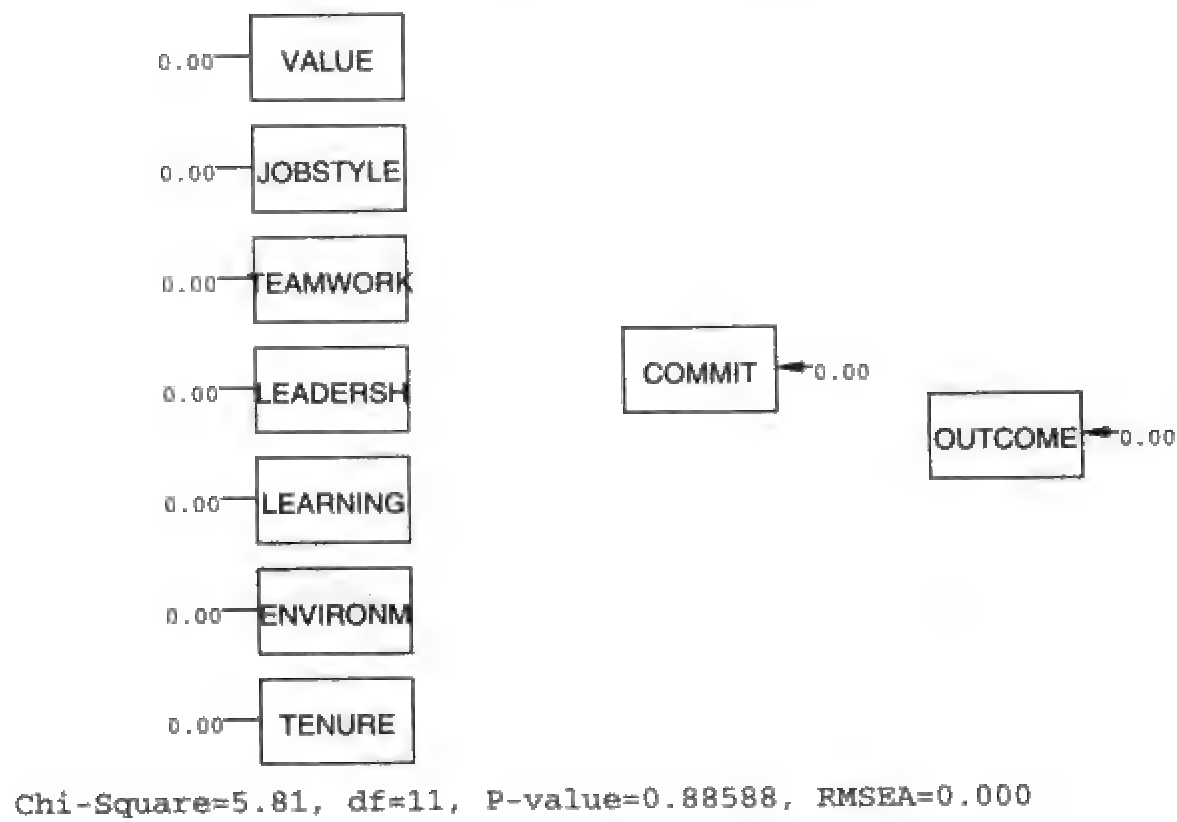 0.00 VALUE
0.00 JOBSTYLE
0.00 TEAMWORK
0.00 LEADERSH
COMMIT 0.00
OUTCOME 0.00
0.00 LEARNING
0.00 ENVIRONM
0.00 TENURE
Chi-Square=5.81, df=11, P-value=0.88588, RMSEA=0.000